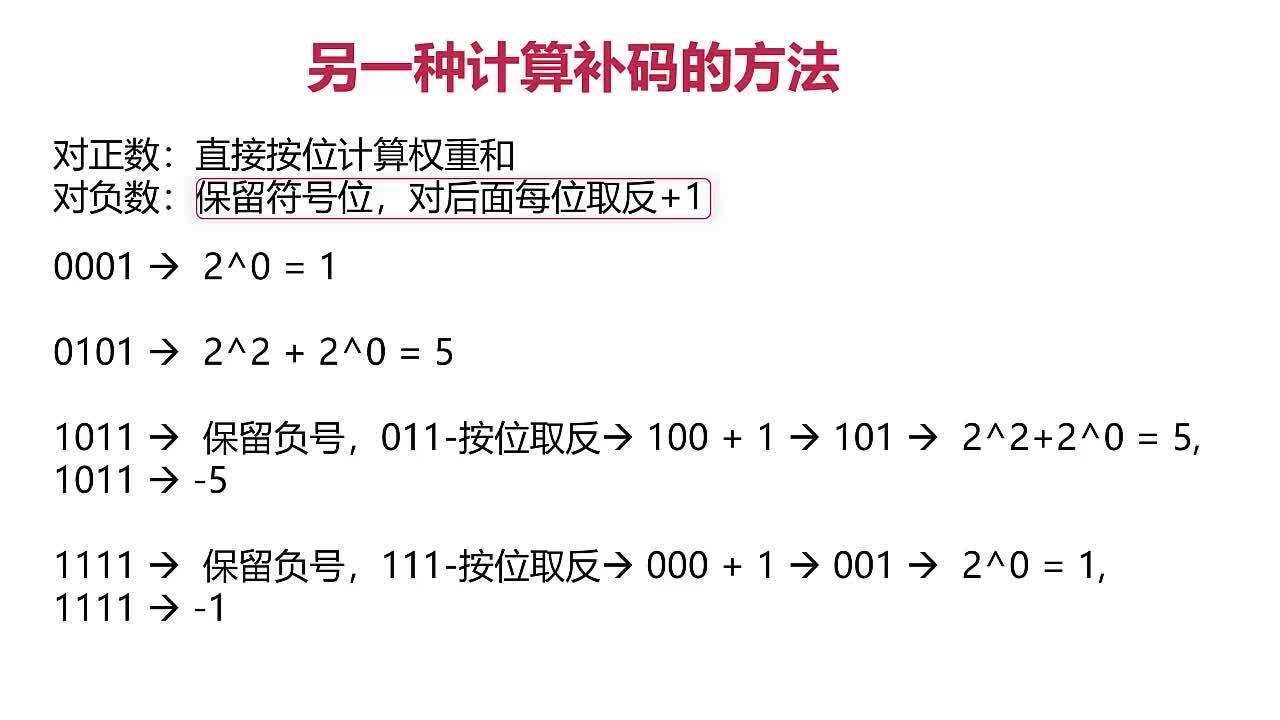 另一种计算补码的方法
对正数：直接按位计算权重和
对负数：保留符号位，对后面每位取反+1
0001 → 2^0 = 1
0101 → 2^2 + 2^0 = 5
1011 → 保留负号，011-按位取反→ 100 + 1 → 101 → 2^2+2^0 = 5,
1011 → -5
1111 → 保留负号，111-按位取反→ 000 + 1 → 001 → 2^0 = 1,
1111 → -1